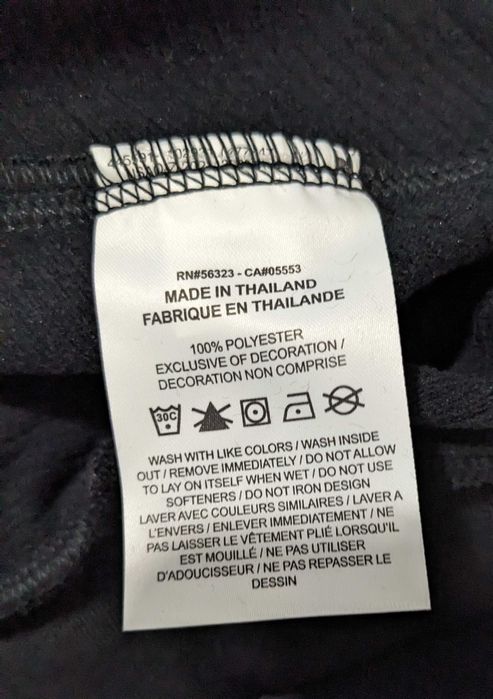 RN#56323 - CA#05553
MADE IN THAILAND
FABRIQUE EN THAILANDE
100% POLYESTER
EXCLUSIVE OF DECORATION /
DECORATION NON COMPRISE
30C
WASH WITH LIKE COLORS / WASH INSIDE
OUT / REMOVE IMMEDIATELY / DO NOT ALLOW
TO LAY ON ITSELF WHEN WET / DO NOT USE
SOFTENERS / DO NOT IRON DESIGN
LAVER AVEC COULEURS SIMILAIRES / LAVER A
L'ENVERS / ENLEVER IMMEDIATEMENT / NE
PAS LAISSER LE VÊTEMENT PLIÉ LORSQU'IL
EST MOUILLÉ / NE PAS UTILISER
D'ADOUCISSEUR / NE PAS REPASSER LE
DESSIN